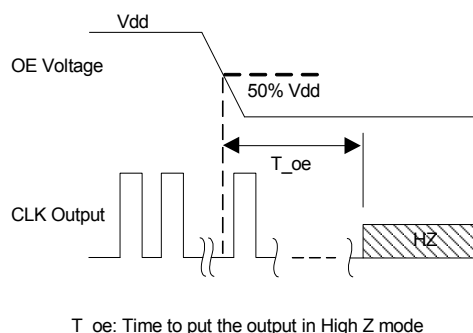 Vdd
OE Voltage
50% Vdd
T_oe
CLK Output
HZ
T_oe: Time to put the output in High Z mode